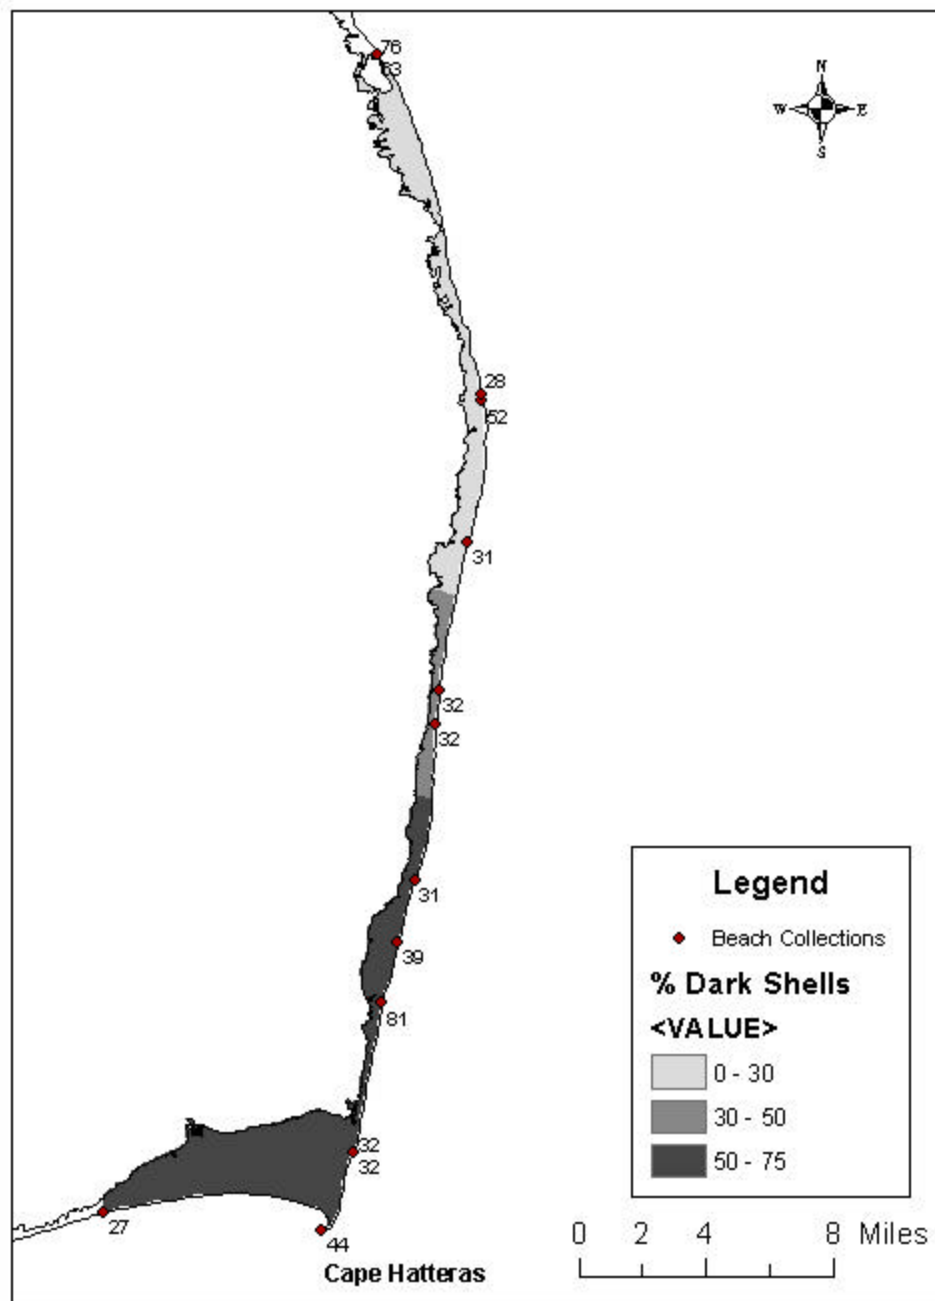 76
63
N
W E
S
28
52
31
32
32
31
39
81
32
32
27
44
Cape Hatteras
Legend
Beach Collections
% Dark Shells
<VALUE>
0 - 30
30 - 50
50 - 75
0 2 4 8 Miles